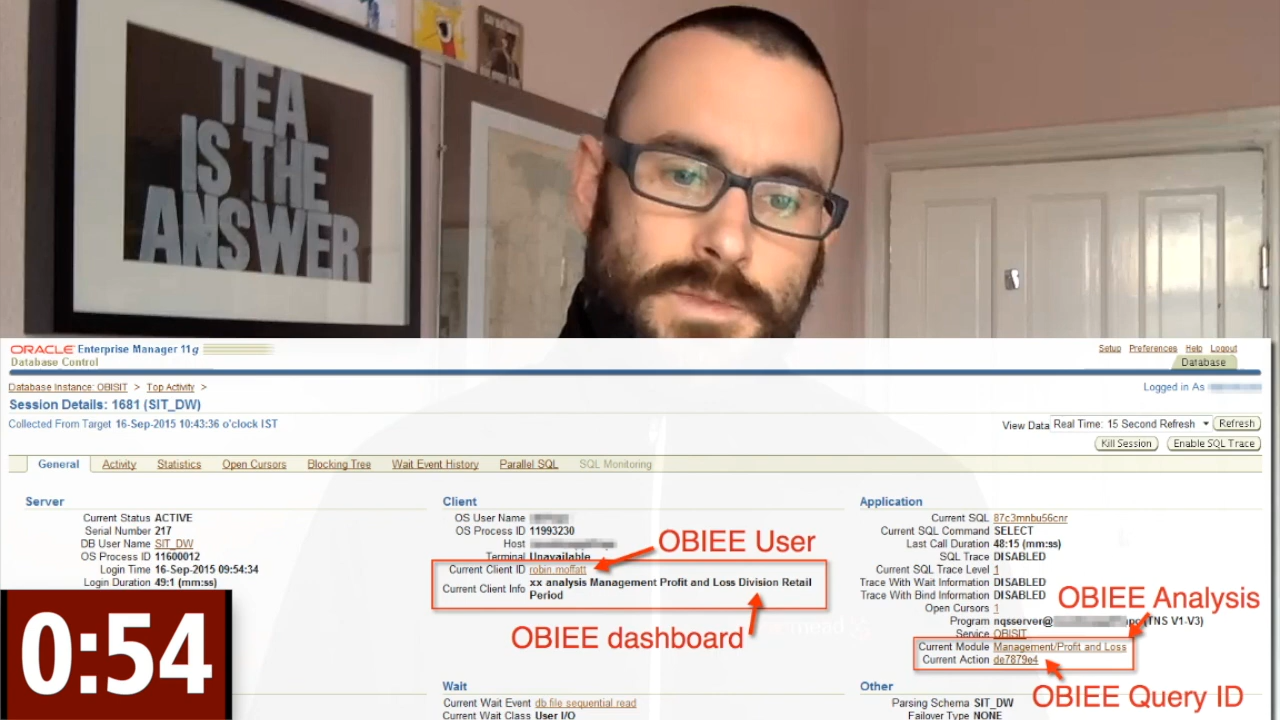 TEA
IS THE
ANSWER
ORACLE Enterprise Manager 11g
Database Control
Setup Preferences Help Logout
Database
Database Instance: OBISIT > Top Activity >
Logged in As
Session Details: 1681 (SIT_DW)
Collected From Target 16-Sep-2015 10:43:36 o'clock IST
View Data Real Time: 15 Second Refresh Refresh
Kill Session Enable SQL Trace
General Activity Statistics Open Cursors Blocking Tree Wait Event History Parallel SQL SQL Monitoring
Server
Current Status ACTIVE
Serial Number 217
DB User Name SIT_DW
OS Process ID 11600012
Login Time 16-Sep-2015 09:54:34
Login Duration 49:1 (mm:ss)
Client
OS User Name
OS Process ID 11993230
Host
Terminal Unavailable
Current Client ID robin.moffatt
Current Client Info xx analysis Management Profit and Loss Division Retail
Period
OBIEE User
OBIEE dashboard
Wait
Current Wait Event db file sequential read
Current Wait Class User I/O
Application
Current SQL 87c3mnbu56cnr
Current SQL Command SELECT
Last Call Duration 48:15 (mm:ss)
SQL Trace DISABLED
Current SQL Trace Level 1
Trace With Wait Information DISABLED
Trace With Bind Information DISABLED
Open Cursors 1
Program nqsserver@ (TNS V1-V3)
Service OBISIT
Current Module Management/Profit and Loss
Current Action de7879e4
OBIEE Analysis
OBIEE Query ID
Other
Parsing Schema SIT_DW
Failover Type NONE
0:54